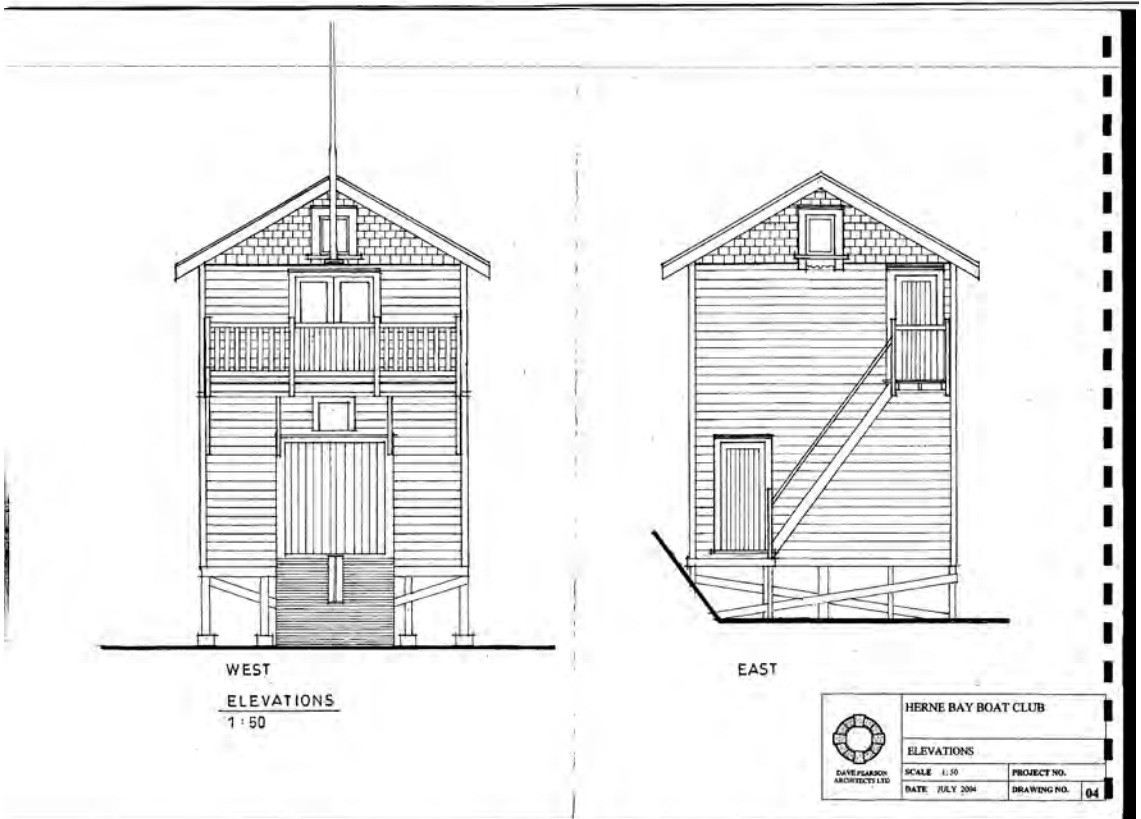 WEST
EAST
ELEVATIONS
1:50
HERNE BAY BOAT CLUB
ELEVATIONS
DAVE PEARSON
ARCHITECTS LTD
SCALE 1:50
PROJECT NO.
DATE JULY 2004
DRAWING NO. 04